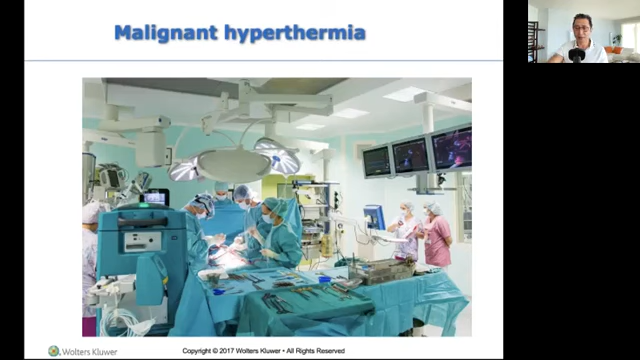 Malignant hyperthermia
Wolters Kluwer
Copyright © 2017 Wolters Kluwer • All Rights Reserved